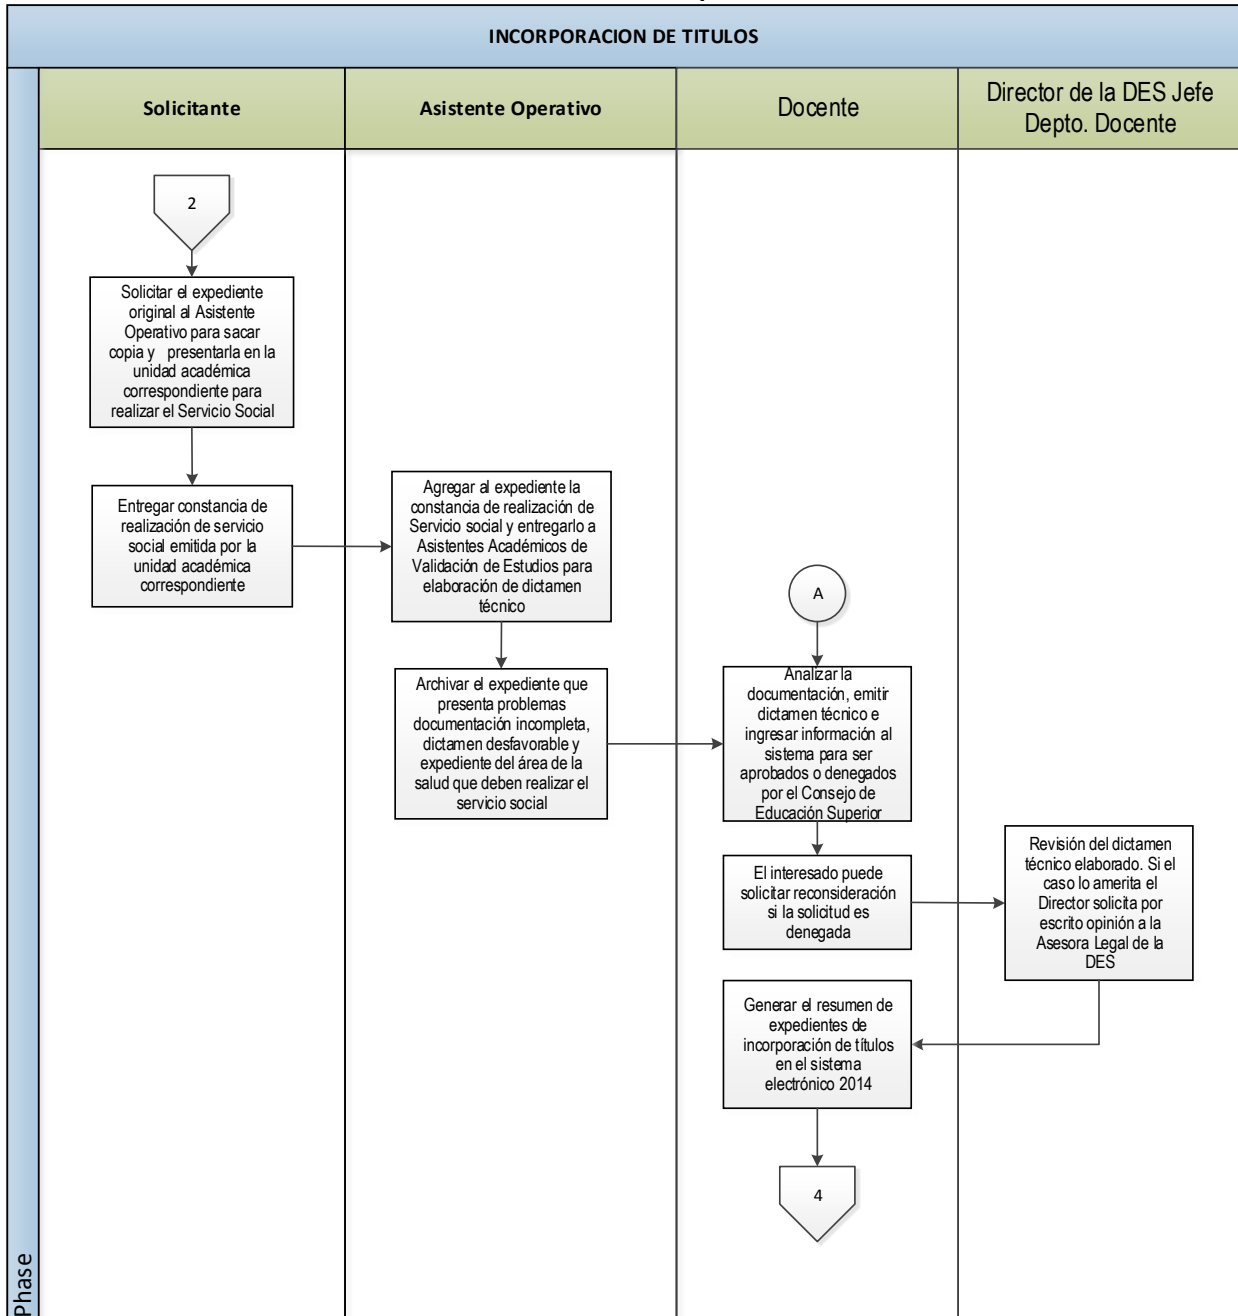 INCORPORACION DE TITULOS
Solicitante
Asistente Operativo
Docente
Director de la DES Jefe
Depto. Docente
2
Solicitar el expediente
original al Asistente
Operativo para sacar
copia y presentarla en la
unidad académica
correspondiente para
realizar el Servicio Social
Entregar constancia de
realización de servicio
social emitida por la
unidad académica
correspondiente
Agregar al expediente la
constancia de realización de
Servicio social y entregarlo a
Asistentes Académicos de
Validación de Estudios para
elaboración de dictamen
técnico
Archivar el expediente que
presenta problemas
documentación incompleta,
dictamen desfavorable y
expediente del área de la
salud que deben realizar el
servicio social
A
Analizar la
documentación, emitir
dictamen técnico e
ingresar información al
sistema para ser
aprobados o denegados
por el Consejo de
Educación Superior
El interesado puede
solicitar reconsideración
si la solicitud es
denegada
Revisión del dictamen
técnico elaborado. Si el
caso lo amerita el
Director solicita por
escrito opinión a la
Asesora Legal de la
DES
Generar el resumen de
expedientes de
incorporación de títulos
en el sistema
electrónico 2014
4
Phase